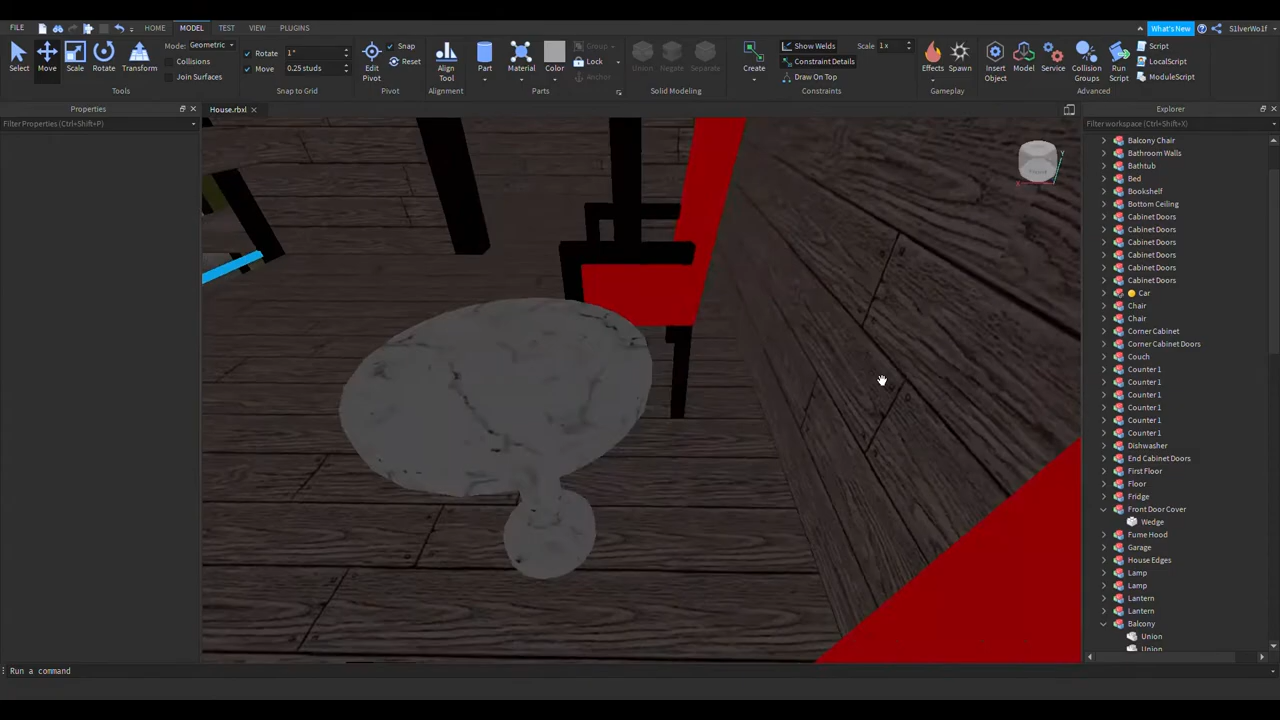 FILE HOME MODEL TEST VIEW PLUGINS What's New S1lverWo1f
Select Move Scale Rotate Transform
Mode: Geometric
Collisions
Join Surfaces
Tools
Rotate 1°
Move 0.25 studs
Snap to Grid
Edit Pivot
Snap
Reset
Pivot
Align Tool
Alignment
Part Material Color
Group
Lock
Anchor
Parts
Union Negate Separate
Solid Modeling
Create
Show Welds
Constraint Details
Draw On Top
Scale 1 x
Constraints
Effects Spawn
Gameplay
Insert Object Model Service Collision Groups Run Script
Script
LocalScript
ModuleScript
Advanced
Properties
Filter Properties (Ctrl+Shift+P)
House.rbxl
Explorer
Filter workspace (Ctrl+Shift+X)
Balcony Chair
Bathroom Walls
Bathtub
Bed
Bookshelf
Bottom Ceiling
Cabinet Doors
Cabinet Doors
Cabinet Doors
Cabinet Doors
Cabinet Doors
Cabinet Doors
Car
Chair
Chair
Corner Cabinet
Corner Cabinet Doors
Couch
Counter 1
Counter 1
Counter 1
Counter 1
Counter 1
Counter 1
Dishwasher
End Cabinet Doors
First Floor
Floor
Fridge
Front Door Cover
Wedge
Fume Hood
Garage
House Edges
Lamp
Lamp
Lantern
Lantern
Balcony
Union
Union
Run a command